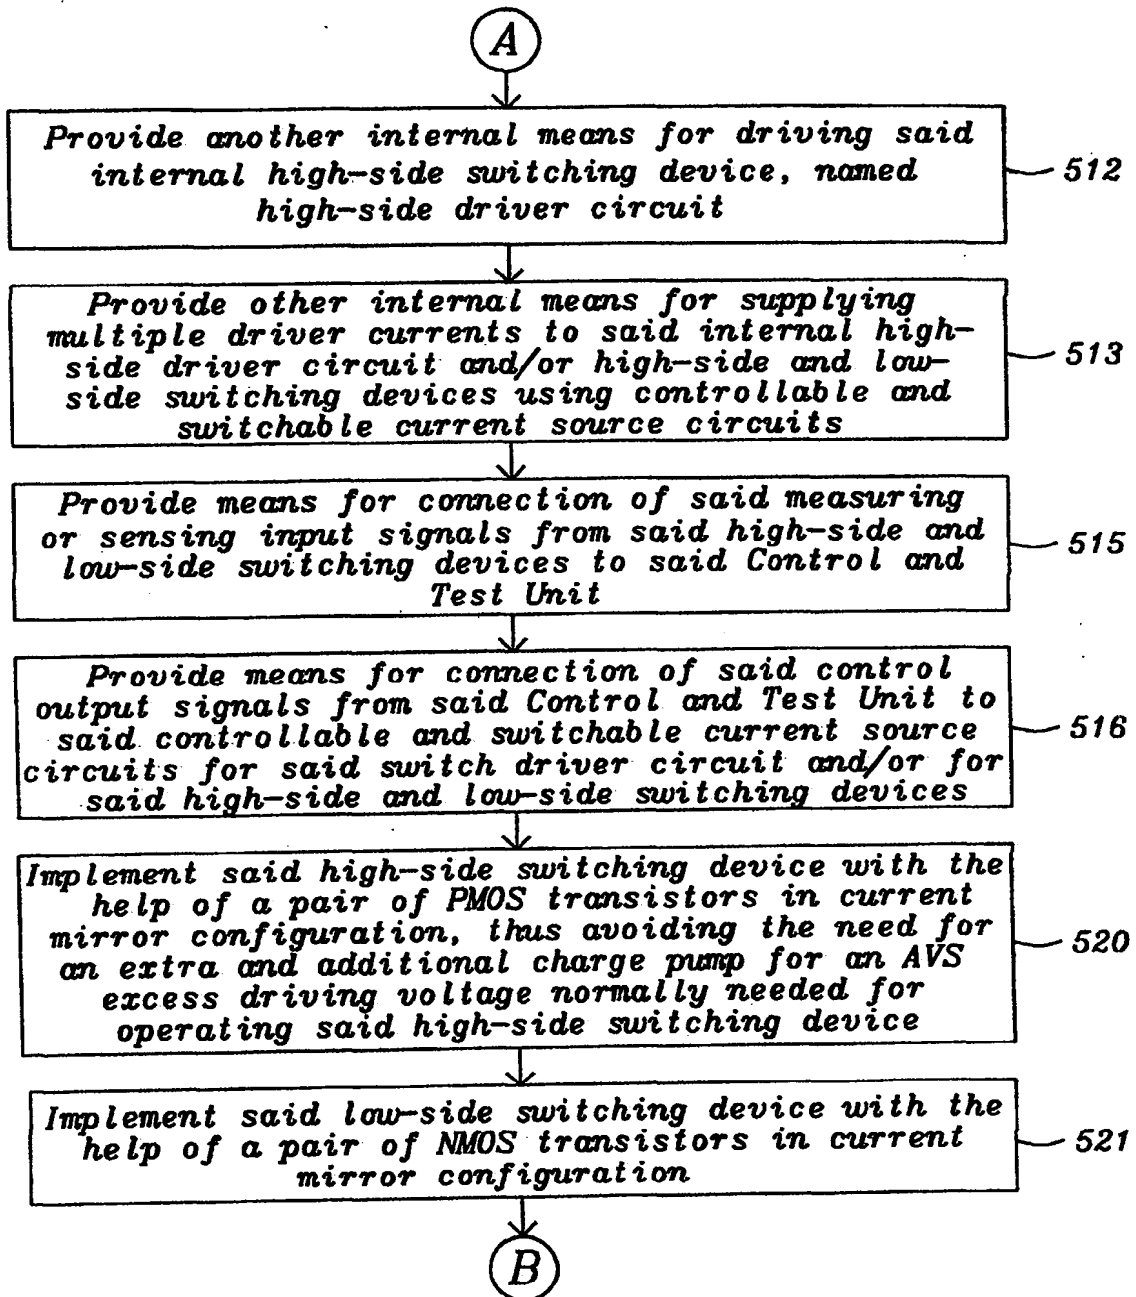 A
Provide another internal means for driving said
internal high-side switching device, named
high-side driver circuit
512
Provide other internal means for supplying
multiple driver currents to said internal high-
side driver circuit and/or high-side and low-
side switching devices using controllable and
switchable current source circuits
513
Provide means for connection of said measuring
or sensing input signals from said high-side and
low-side switching devices to said Control and
Test Unit
515
Provide means for connection of said control
output signals from said Control and Test Unit to
said controllable and switchable current source
circuits for said switch driver circuit and/or for
said high-side and low-side switching devices
516
Implement said high-side switching device with the
help of a pair of PMOS transistors in current
mirror configuration, thus avoiding the need for
an extra and additional charge pump for an AVS
excess driving voltage normally needed for
operating said high-side switching device
520
Implement said low-side switching device with the
help of a pair of NMOS transistors in current
mirror configuration
521
B